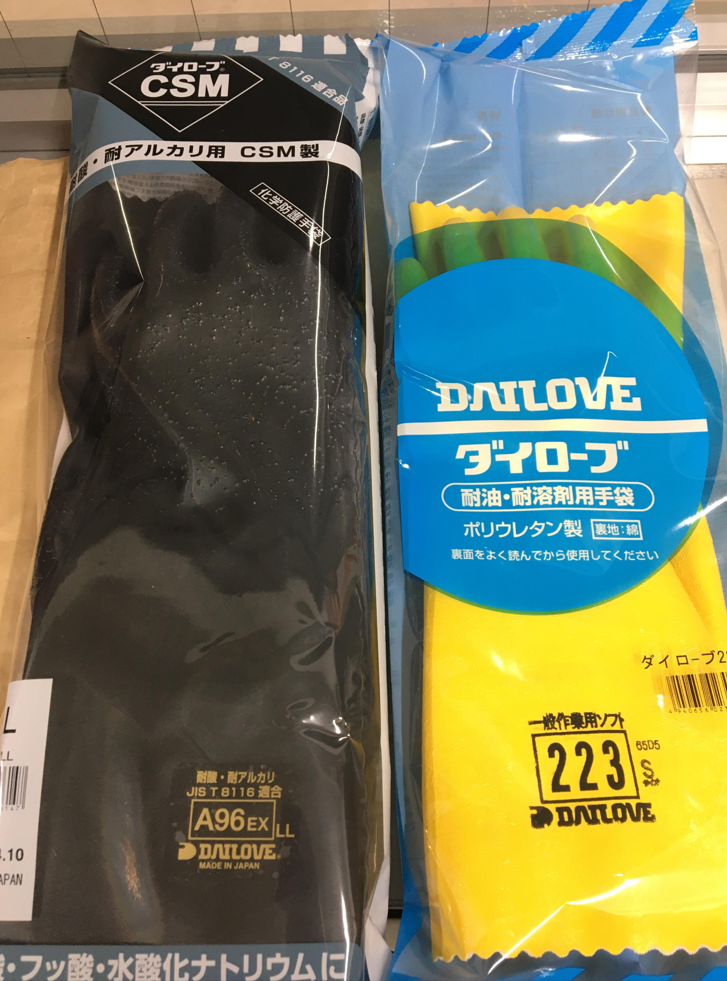 ダイローブ
CSM
T 8116 適合品
酸・耐アルカリ用 CSM製
化学防護手袋
L
LL
4.10
APAN
耐酸・耐アルカリ
JIS T 8116 適合
A96EX LL
DAILOVE
MADE IN JAPAN
酸・フッ酸・水酸化ナトリウムに
DAILOVE
ダイローブ
耐油・耐溶剤用手袋
ポリウレタン製 裏地:綿
裏面をよく読んでから使用してください
ダイローブ2
一般作業用ソフト
223
65D5
S
サイズ
DAILOVE